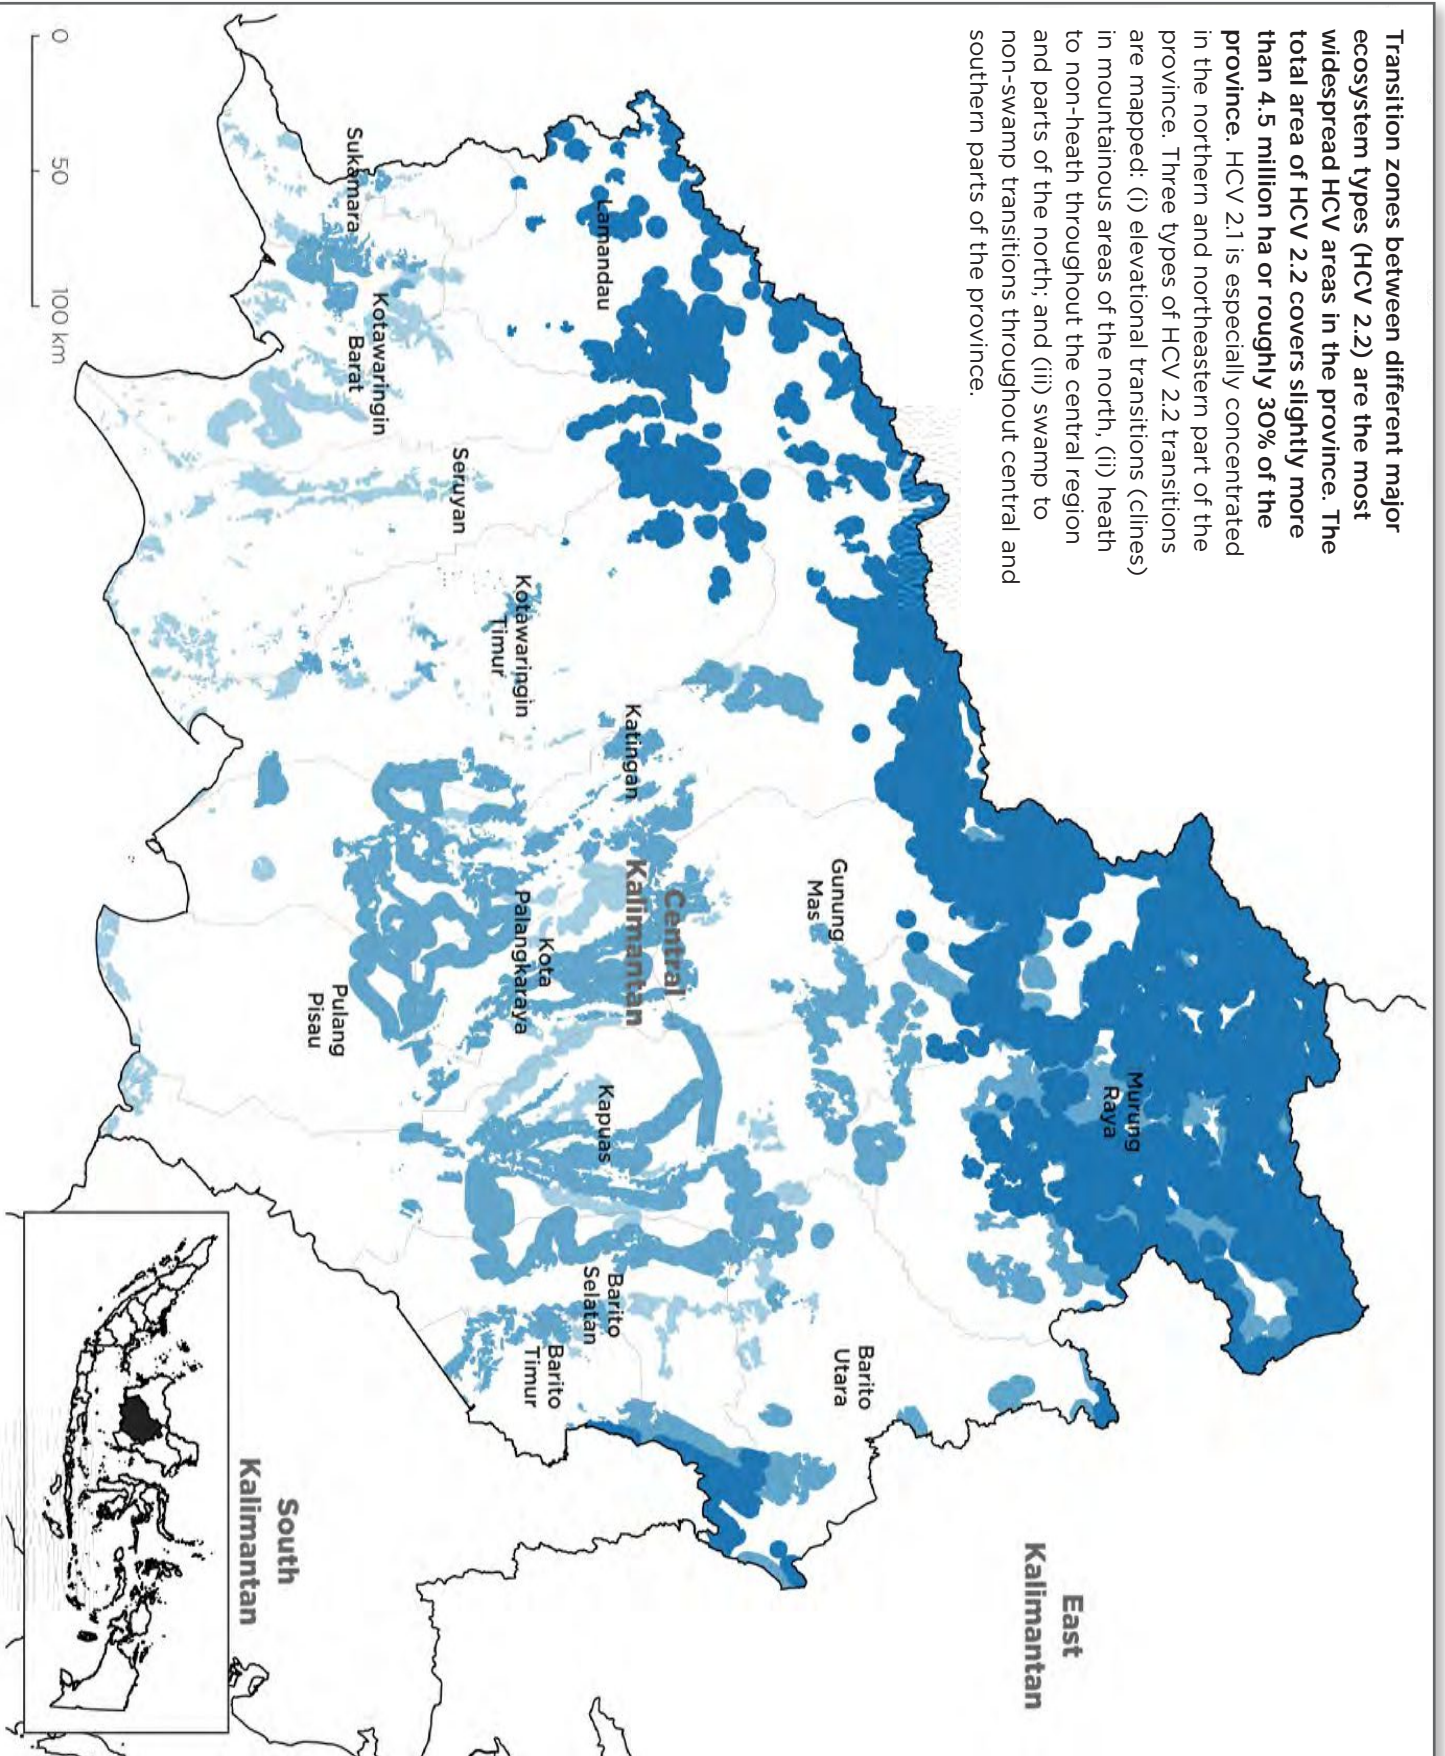 Transition zones between different major
ecosystem types (HCV 2.2) are the most
widespread HCV areas in the province. The
total area of HCV 2.2 covers slightly more
than 4.5 million ha or roughly 30% of the
province. HCV 2.1 is especially concentrated
in the northern and northeastern part of the
province. Three types of HCV 2.2 transitions
are mapped: (i) elevational transitions (clines)
in mountainous areas of the north, (ii) heath
to non-heath throughout the central region
and parts of the north; and (iii) swamp to
non-swamp transitions throughout central and
southern parts of the province.
East
Kalimantan
Murung
Raya
Gunung
Mas
Barito
Utara
Lamandau
Katingan
Central
Kalimantan
Kapuas
Barito
Selatan
Barito
Timur
Kotawaringin
Timur
Kota
Palangkaraya
Seruyan
Kotawaringin
Barat
Sukamara
Pulang
Pisau
South
Kalimantan
0 50 100 km